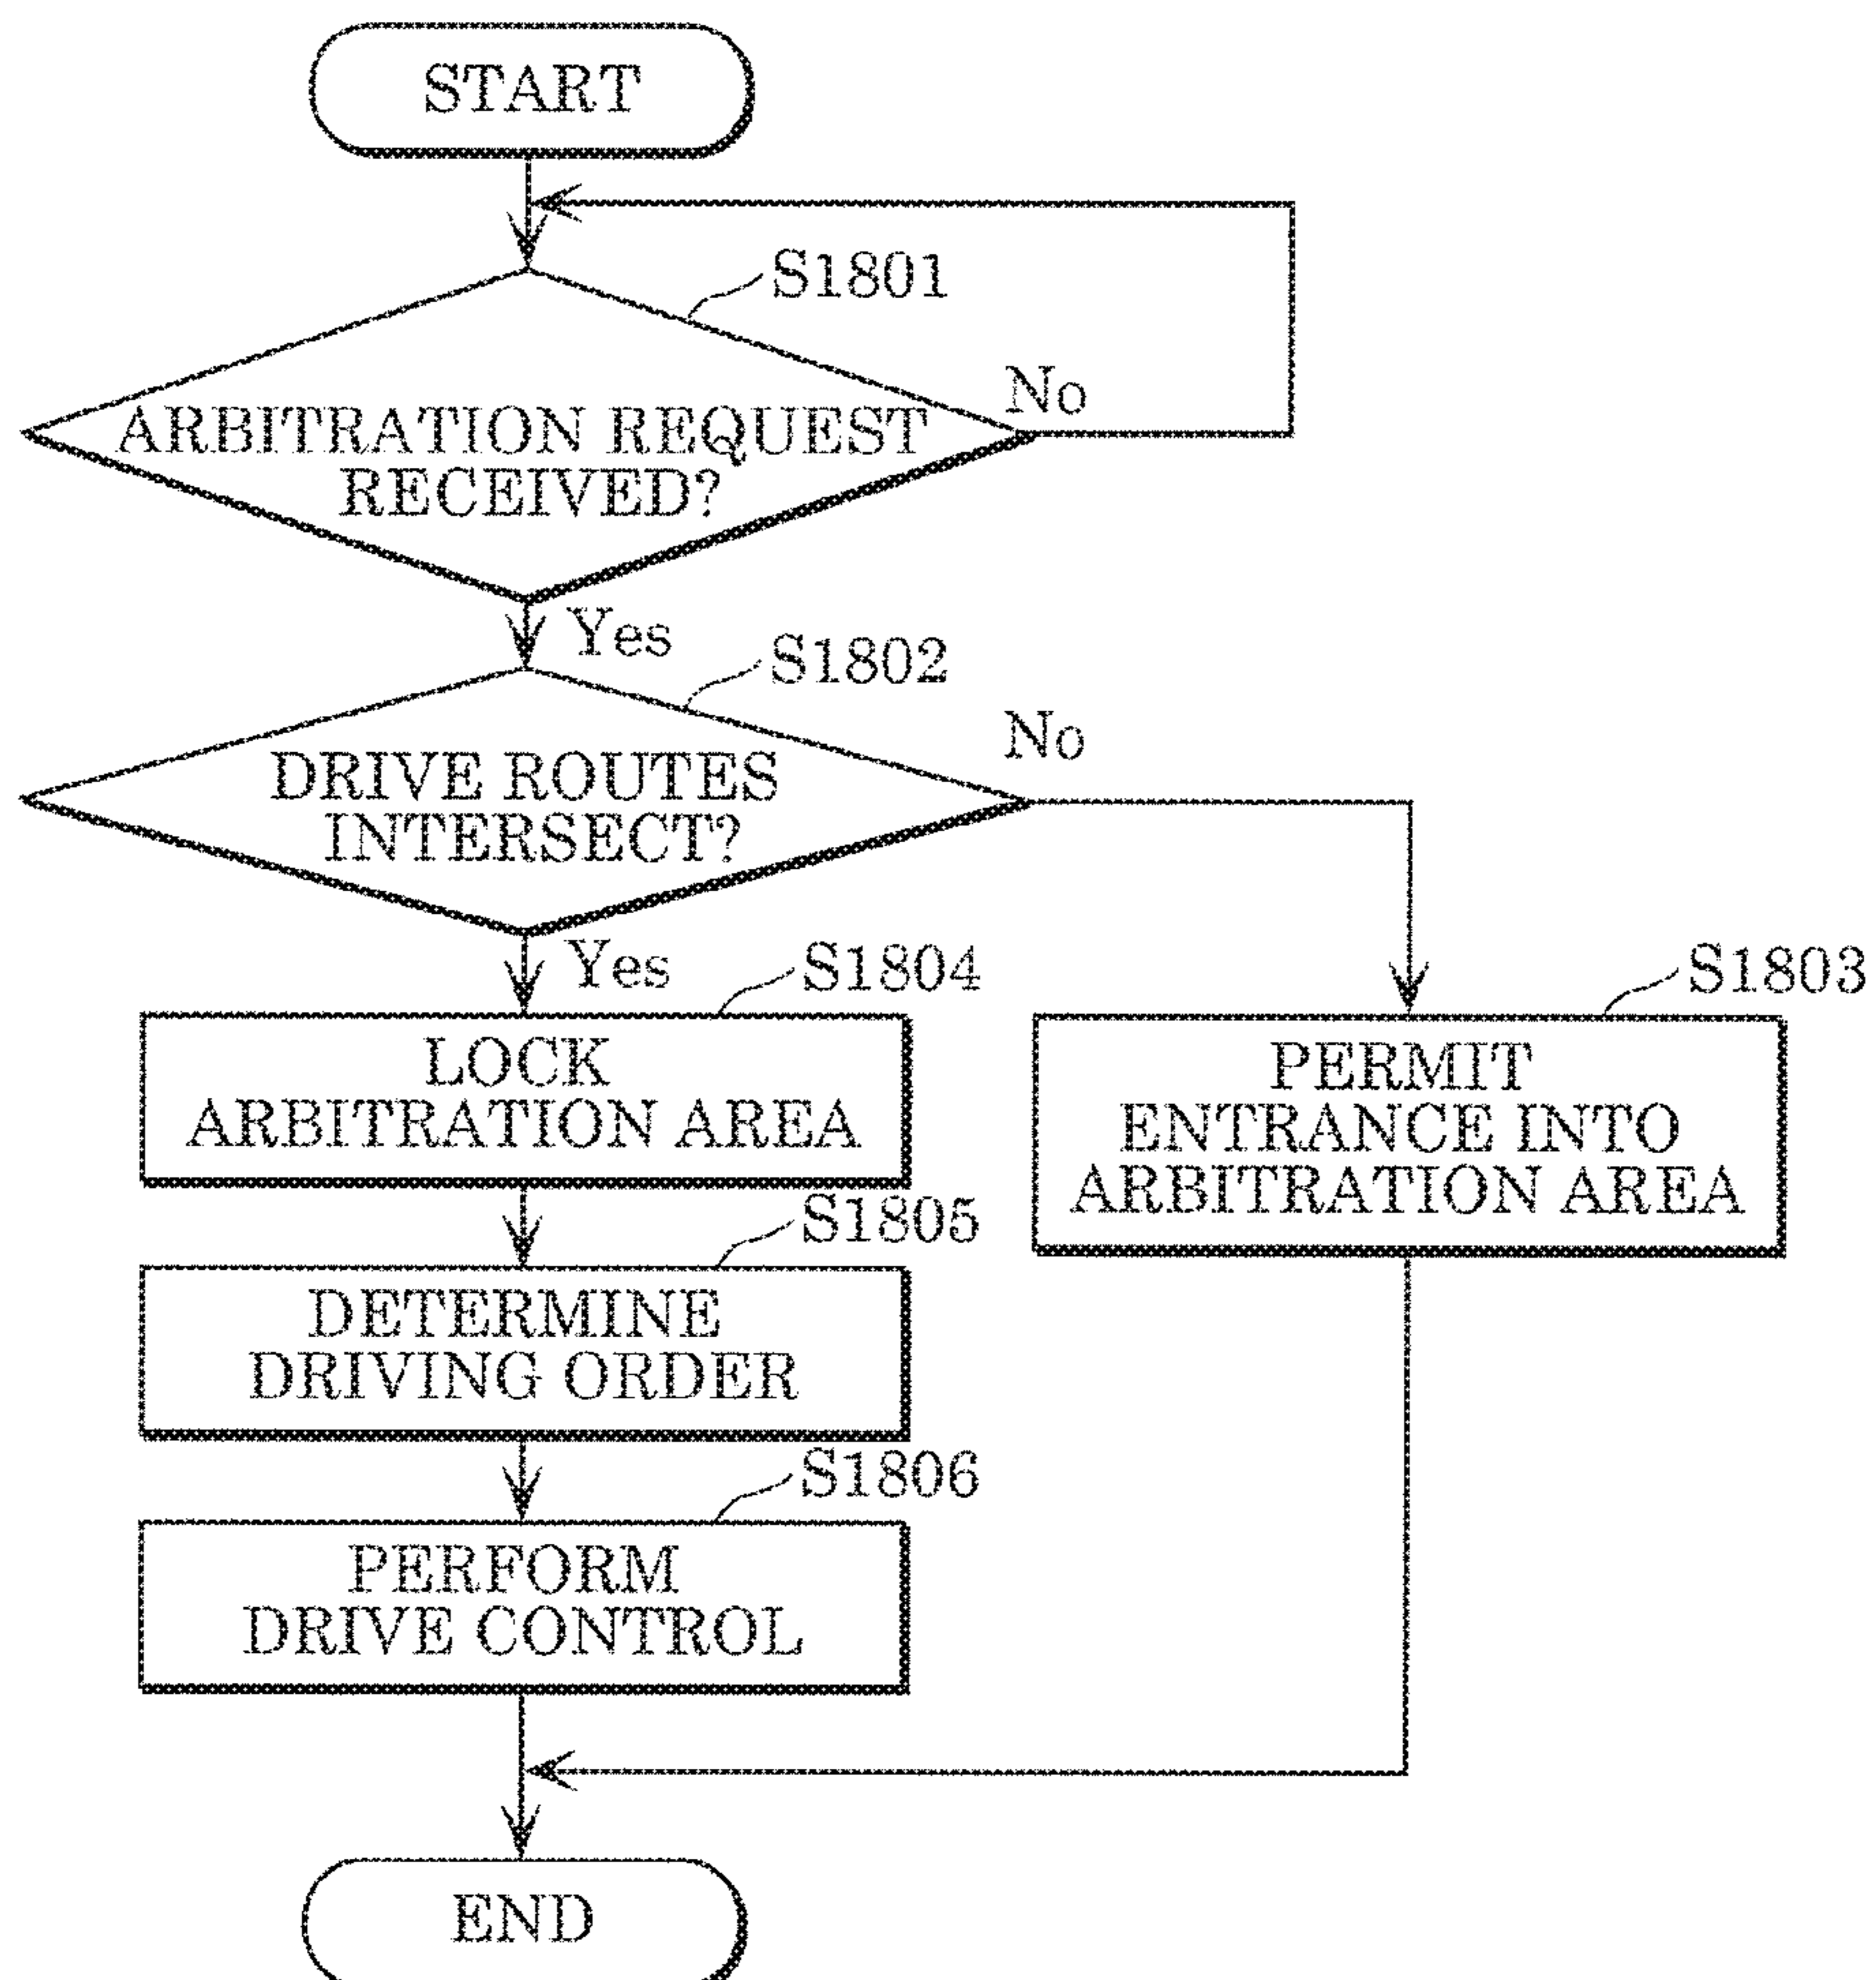 START
S1801
No
ARBITRATION REQUEST
RECEIVED?
Yes
S1802
No
DRIVE ROUTES
INTERSECT?
Yes
S1804
S1803
LOCK
ARBITRATION AREA
PERMIT
ENTRANCE INTO
ARBITRATION AREA
S1805
DETERMINE
DRIVING ORDER
S1806
PERFORM
DRIVE CONTROL
END